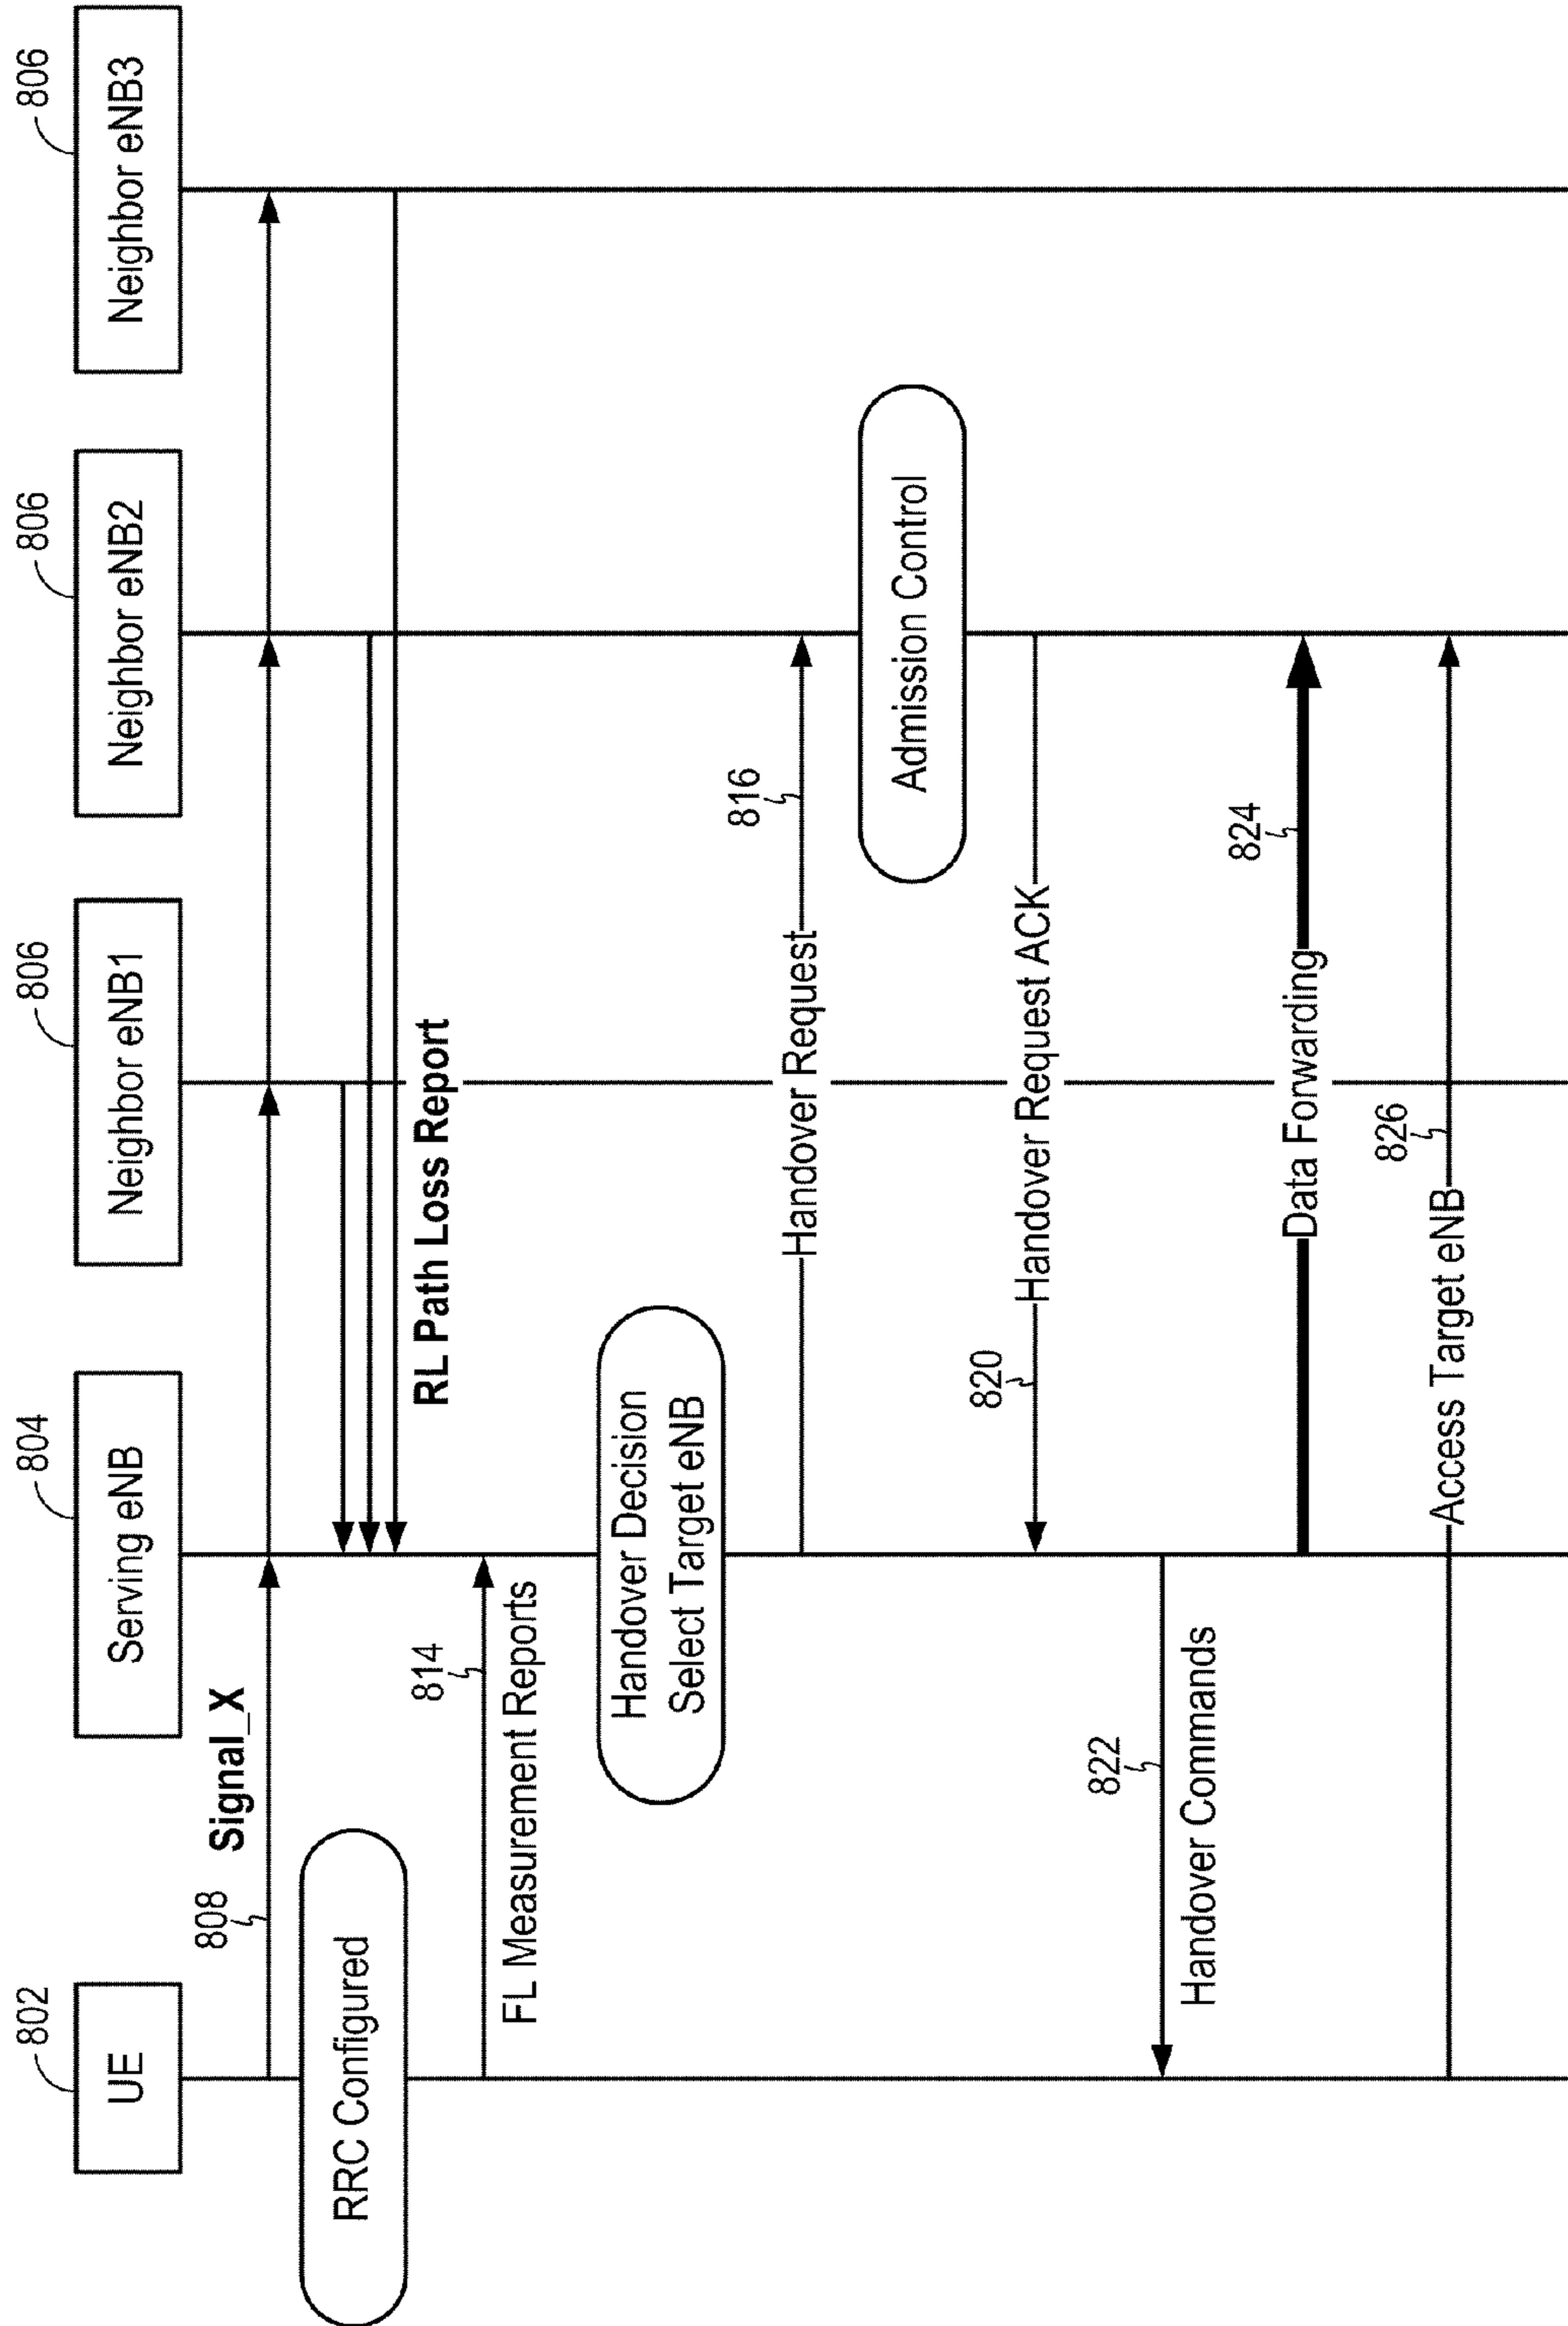 802
804
806
806
806
UE
Serving eNB
Neighbor eNB1
Neighbor eNB2
Neighbor eNB3
808
Signal_X
RRC Configured
RL Path Loss Report
814
FL Measurement Reports
Handover Decision
Select Target eNB
816
Handover Request
Admission Control
820
Handover Request ACK
822
Handover Commands
824
Data Forwarding
826
Access Target eNB